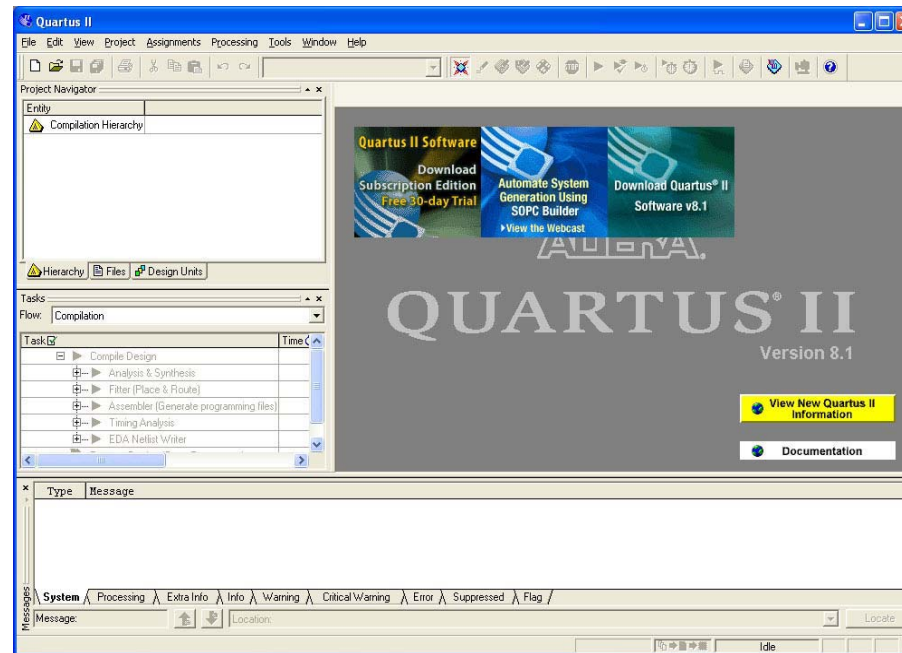 Quartus II
File Edit View Project Assignments Processing Tools Window Help
Project Navigator
Entity
Compilation Hierarchy
Hierarchy Files Design Units
Tasks
Flow: Compilation
Task Time (
Compile Design
Analysis & Synthesis
Fitter (Place & Route)
Assembler (Generate programming files)
Timing Analysis
EDA Netlist Writer
Quartus II Software
Download
Subscription Edition
Free 30-day Trial
Automate System
Generation Using
SOPC Builder
View the Webcast
Download Quartus® II
Software v8.1
ALTERA.
QUARTUS® II
Version 8.1
View New Quartus II
Information
Documentation
Type Message
System Processing Extra Info Info Warning Critical Warning Error Suppressed Flag
Messages
Message: Location: Locate
Idle